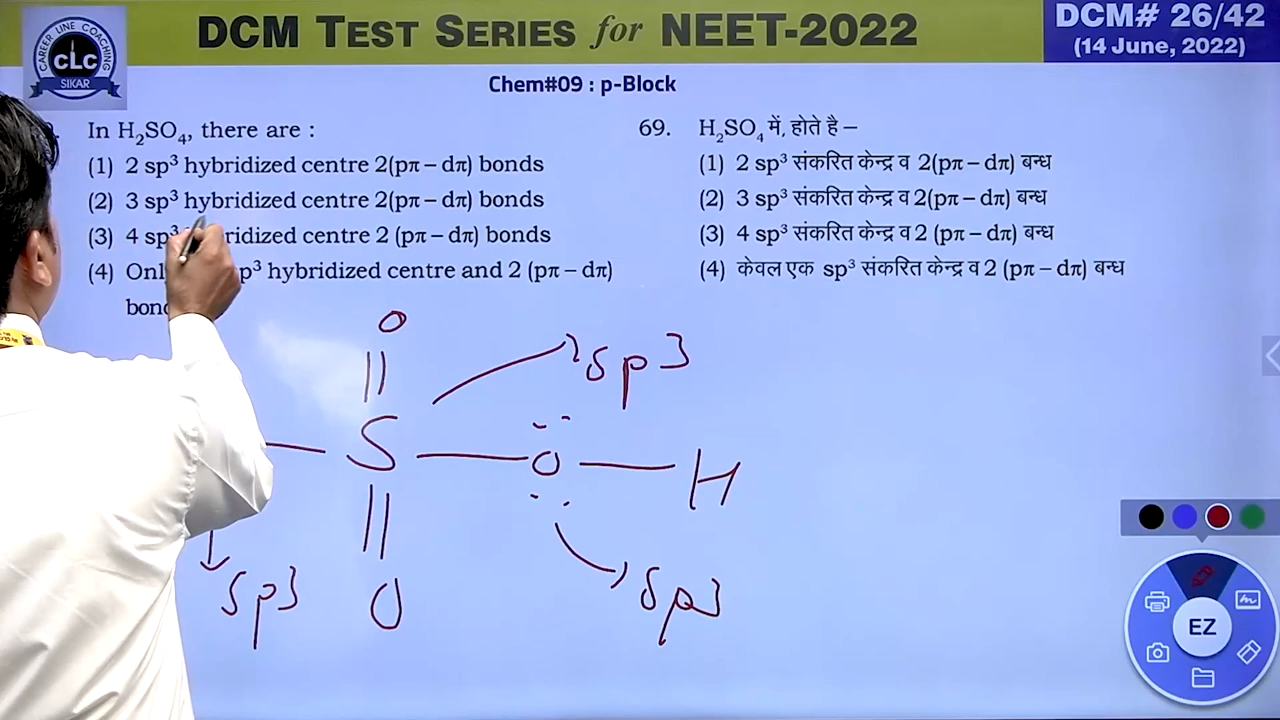 DCM TEST SERIES for NEET-2022
DCM# 26/42
(14 June, 2022)
CAREER LINE COACHING
CLC
SIKAR
Chem#09 : p-Block
In H₂SO₄, there are :
(1) 2 sp³ hybridized centre 2(pπ – dπ) bonds
(2) 3 sp³ hybridized centre 2(pπ – dπ) bonds
(3) 4 sp³ centre 2 (pπ – dπ) bonds
(4) sp³ hybridized centre and 2 (pπ – dπ)
69. H₂SO₄ में, होते है –
(1) 2 sp³ संकरित केन्द्र व 2(pπ – dπ) बन्ध
(2) 3 sp³ संकरित केन्द्र व 2(pπ – dπ) बन्ध
(3) 4 sp³ संकरित केन्द्र व 2 (pπ – dπ) बन्ध
(4) केवल एक sp³ संकरित केन्द्र व 2 (pπ – dπ) बन्ध
O
sp3
S O H
sp3 O sp3
EZ